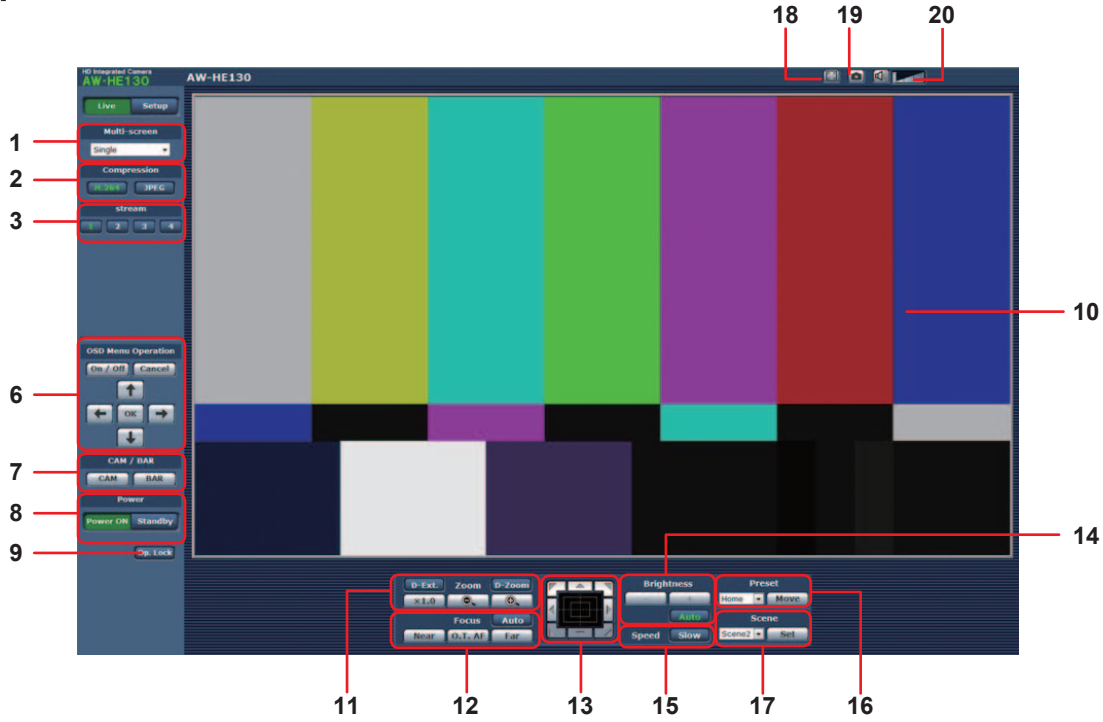 18 19 20
HD Integrated Camera
AW-HE130
AW-HE130
Live Setup
1
Multi-screen
Single
2
Compression
H.264 JPEG
3
stream
1 2 3 4
10
6
OSD Menu Operation
On / Off Cancel
OK
7
CAM / BAR
CAM BAR
8
Power
Power ON Standby
9
Op. Lock
14
D-Ext. Zoom D-Zoom
×1.0
Focus Auto
Near O.T. AF Far
Brightness
Auto
Speed Slow
Preset
Home Move
Scene
Scene2 Set
11 12 13 15 17 16